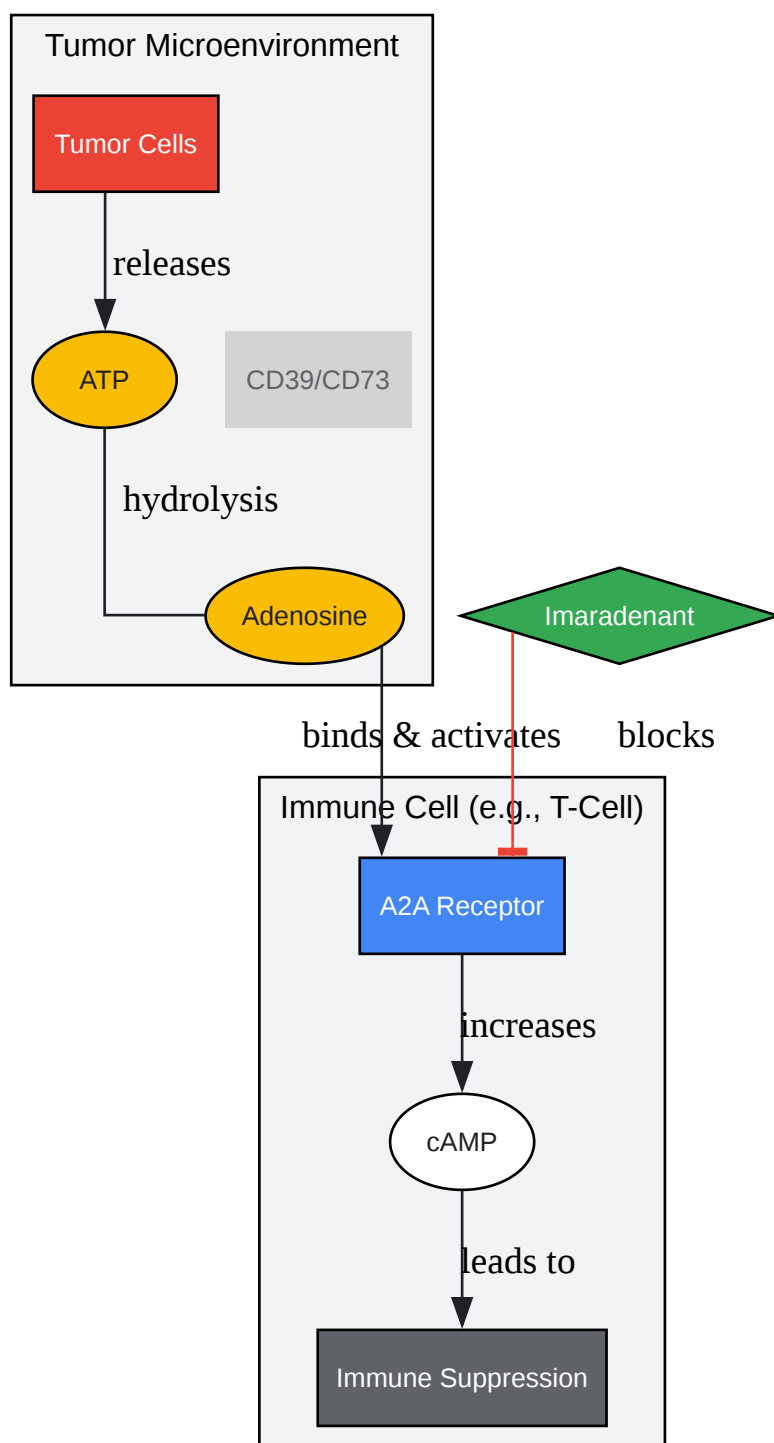 Tumor Microenvironment
Tumor Cells
releases
ATP
CD39/CD73
hydrolysis
Adenosine
Imaradenant
binds & activates
blocks
Immune Cell (e.g., T-Cell)
A2A Receptor
increases
cAMP
leads to
Immune Suppression